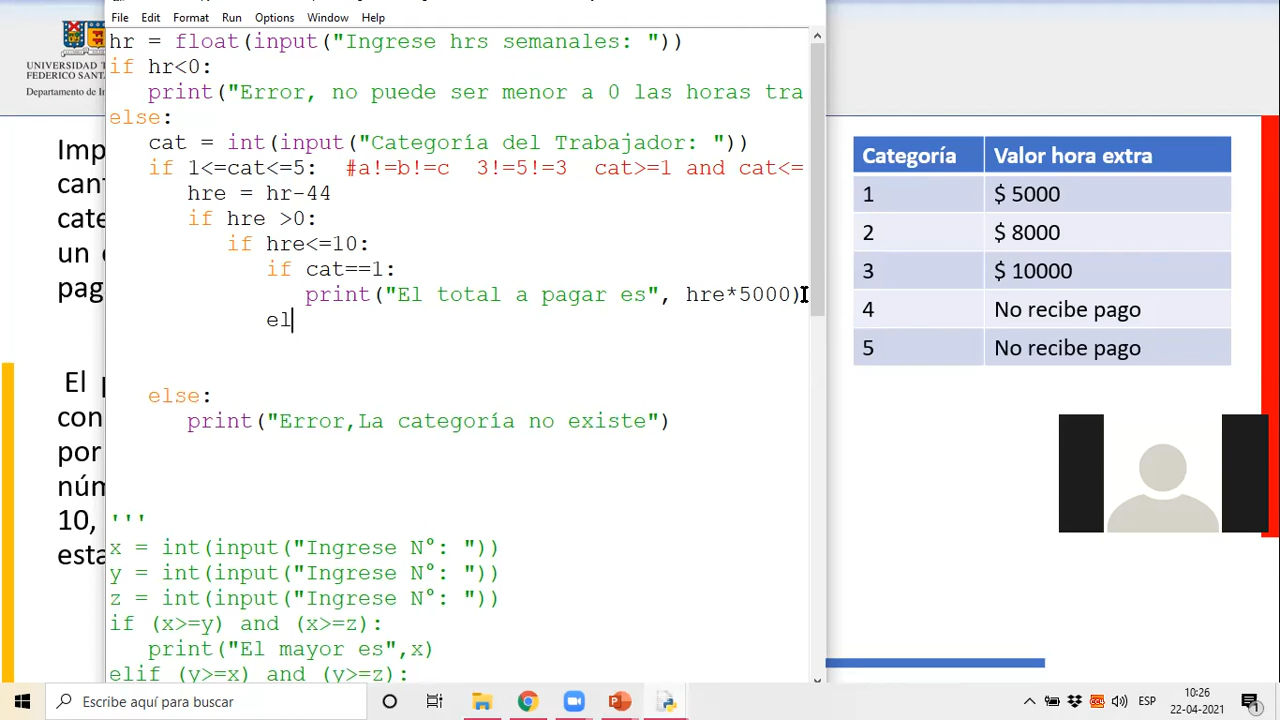 File Edit Format Run Options Window Help
UNIVERSIDAD T
FEDERICO SANTA
Departamento de In
hr = float(input("Ingrese hrs semanales: "))
if hr<0:
print("Error, no puede ser menor a 0 las horas tra
else:
cat = int(input("Categoría del Trabajador: "))
if 1<=cat<=5: #a!=b!=c 3!=5!=3 cat>=1 and cat<=
hre = hr-44
if hre >0:
if hre<=10:
if cat==1:
print("El total a pagar es", hre*5000)
el
else:
print("Error,La categoría no existe")
'''
x = int(input("Ingrese N°: "))
y = int(input("Ingrese N°: "))
z = int(input("Ingrese N°: "))
if (x>=y) and (x>=z):
print("El mayor es",x)
elif (y>=x) and (y>=z):
Imp
cant
cate
un
pag
El
con
por
núm
10,
esta
Categoría Valor hora extra
1 $ 5000
2 $ 8000
3 $ 10000
4 No recibe pago
5 No recibe pago
Escribe aquí para buscar
ESP
10:26
22-04-2021
1